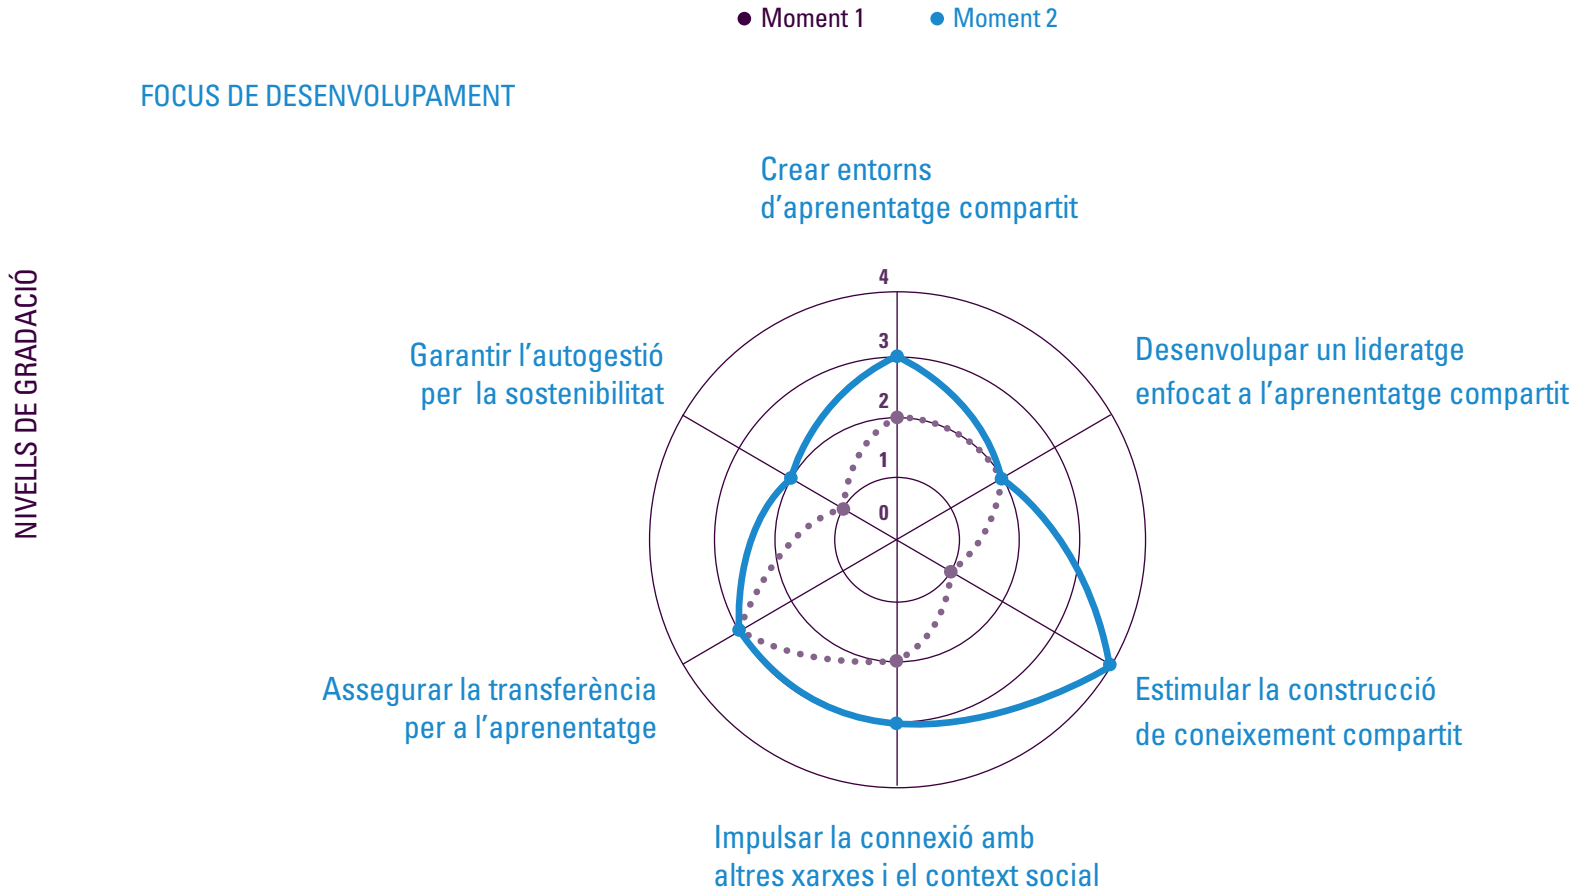 Moment 1
Moment 2
FOCUS DE DESENVOLUPAMENT
NIVELLS DE GRADACIÓ
Crear entorns
d’aprenentatge compartit
4
3
2
1
0
Desenvolupar un lideratge
enfocat a l’aprenentatge compartit
Estimular la construcció
de coneixement compartit
Impulsar la connexió amb
altres xarxes i el context social
Assegurar la transferència
per a l’aprenentatge
Garantir l’autogestió
per la sostenibilitat